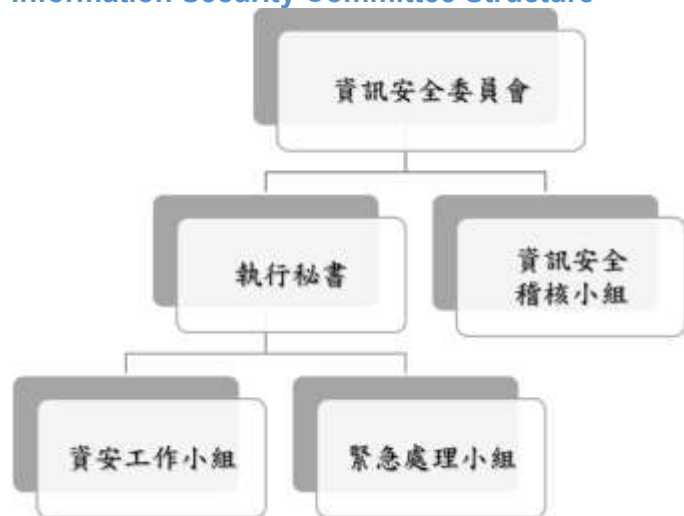 Information Security Committee Structure
資訊安全委員會
執行秘書
資訊安全
稽核小組
資安工作小組
緊急處理小組